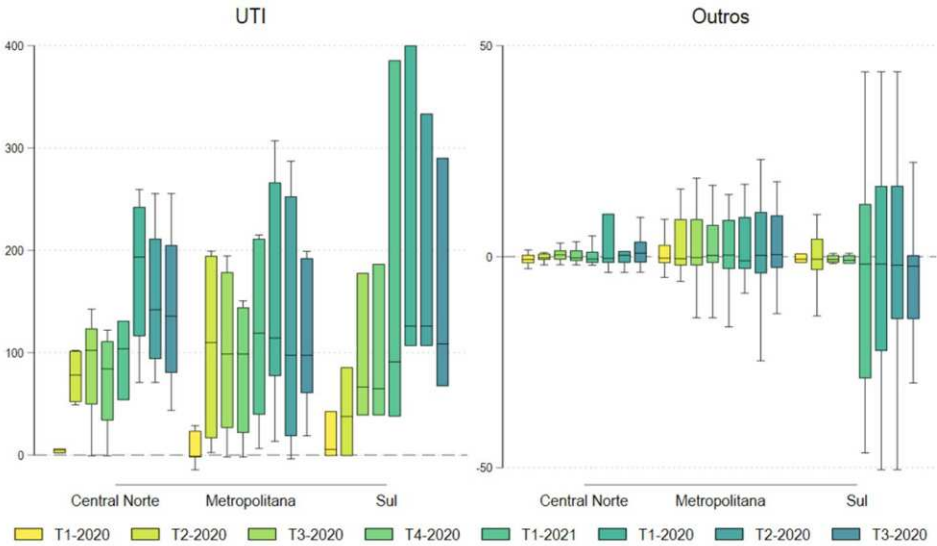 UTI
Outros
400
300
200
100
0
50
0
-50
Central Norte Metropolitana Sul
Central Norte Metropolitana Sul
T1-2020 T2-2020 T3-2020 T4-2020 T1-2021 T1-2020 T2-2020 T3-2020